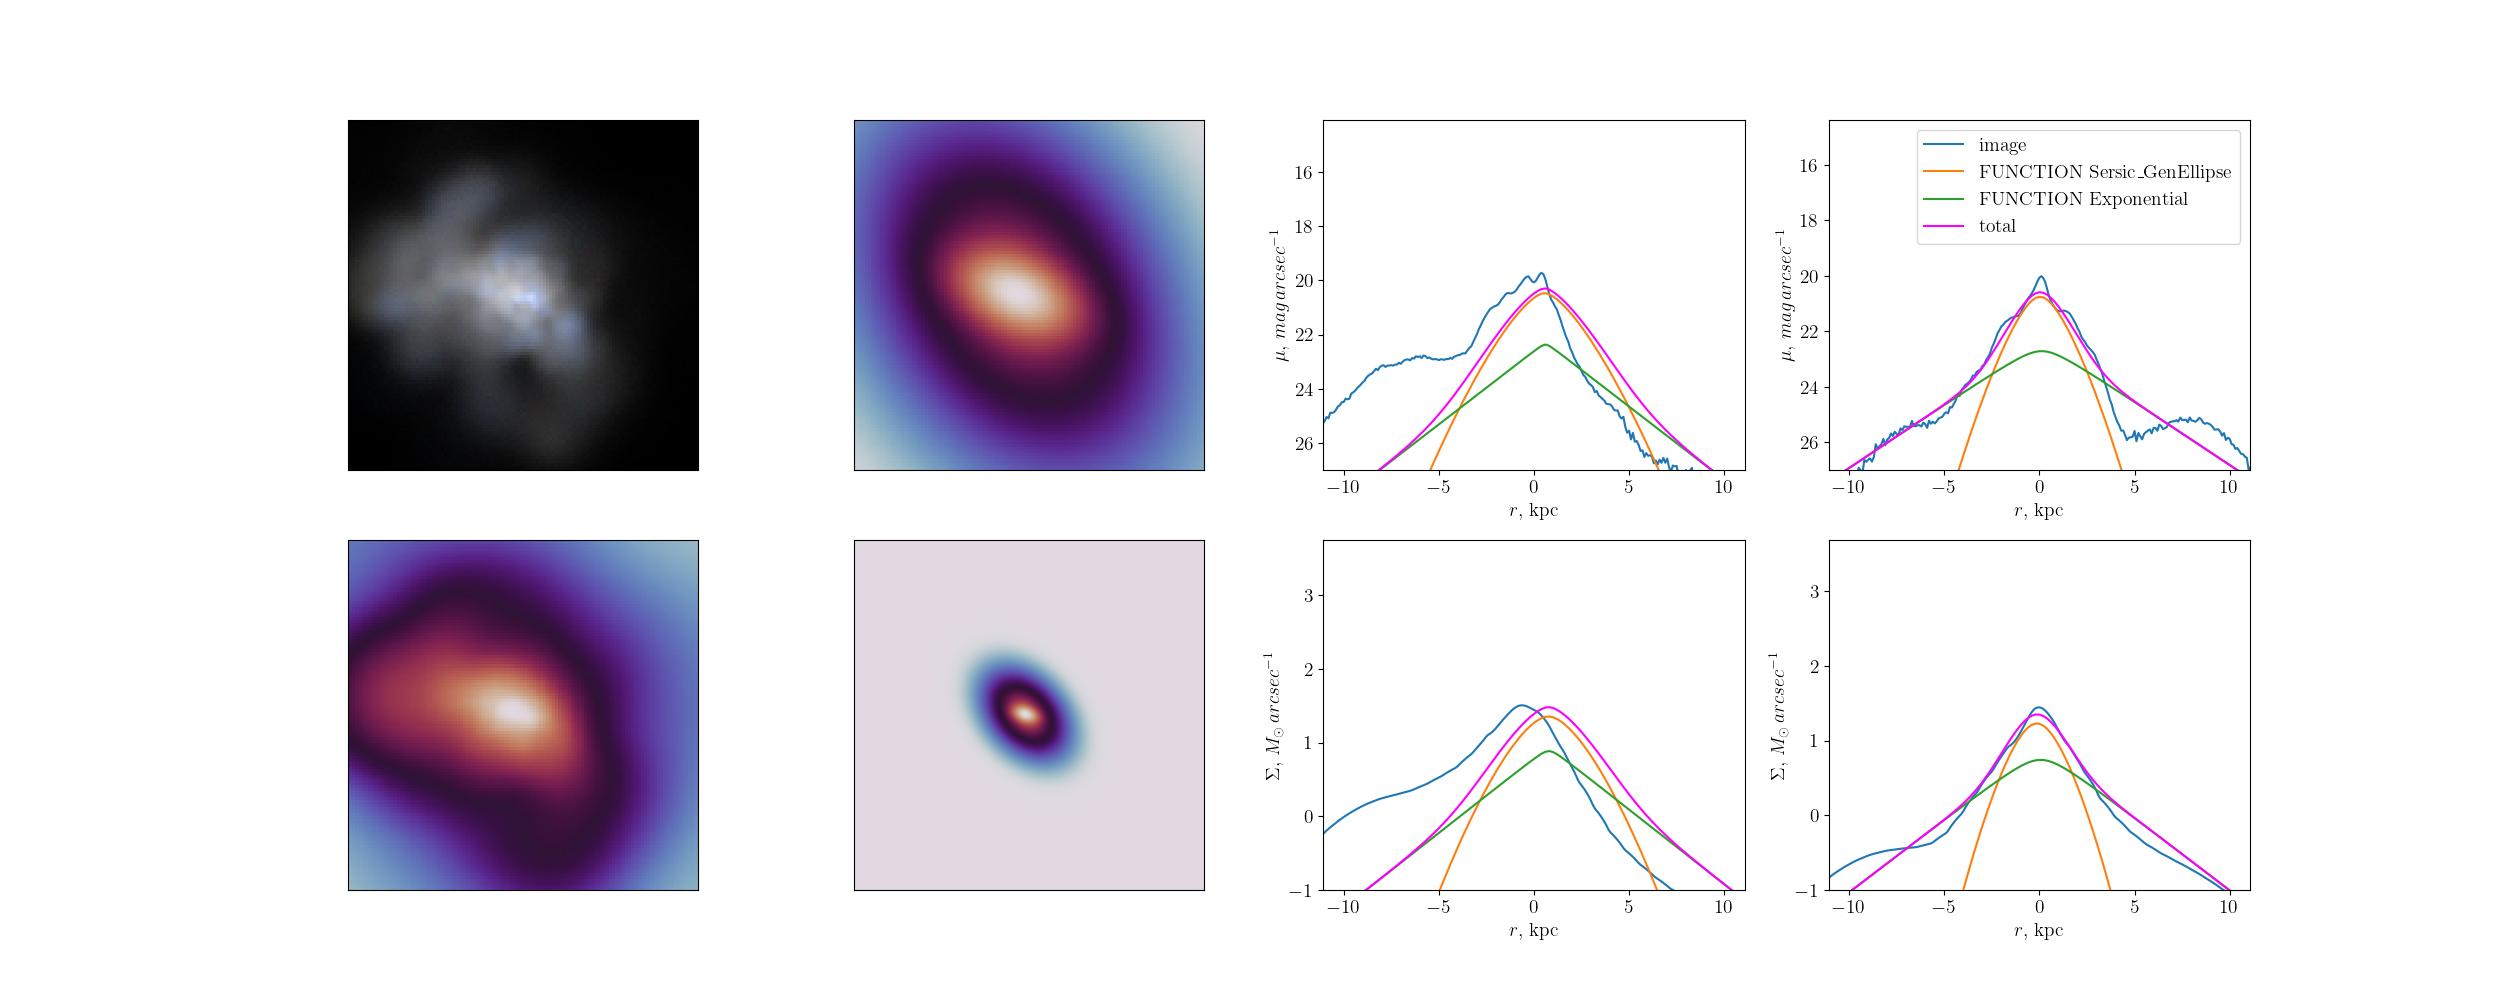 16
18
20
22
24
26
μ, mag arcsec⁻¹
−10 −5 0 5 10
r, kpc
16
18
20
22
24
26
μ, mag arcsec⁻¹
−10 −5 0 5 10
r, kpc
image
FUNCTION Sersic_GenEllipse
FUNCTION Exponential
total
3
2
1
0
−1
Σ, M⊙ arcsec⁻¹
−10 −5 0 5 10
r, kpc
3
2
1
0
−1
Σ, M⊙ arcsec⁻¹
−10 −5 0 5 10
r, kpc